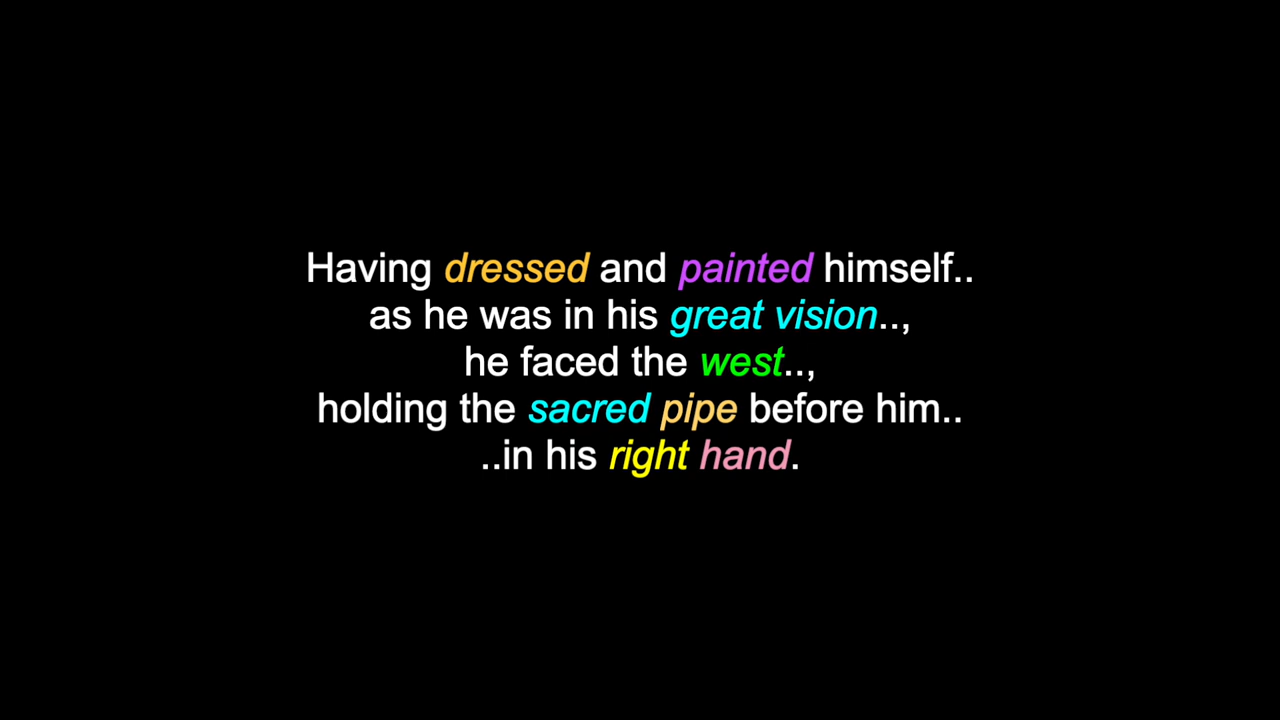 Having dressed and painted himself..
as he was in his great vision..,
he faced the west..,
holding the sacred pipe before him..
..in his right hand.